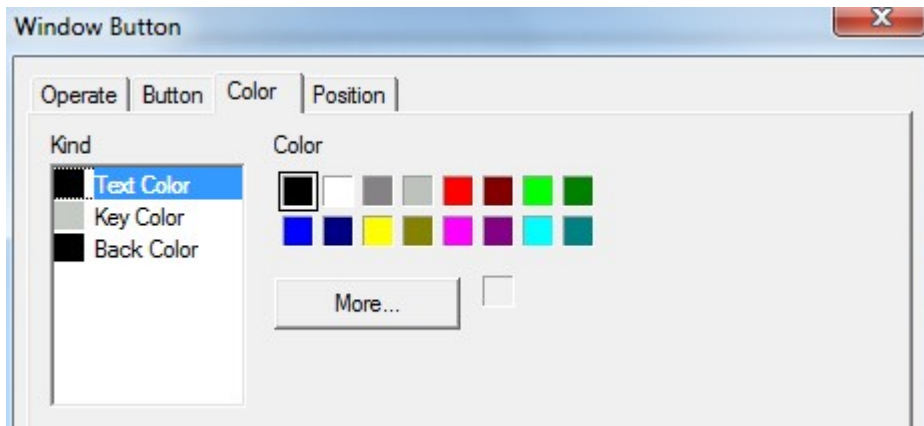 Window Button
Operate Button Color Position
Kind Color
Text Color
Key Color
Back Color
More...